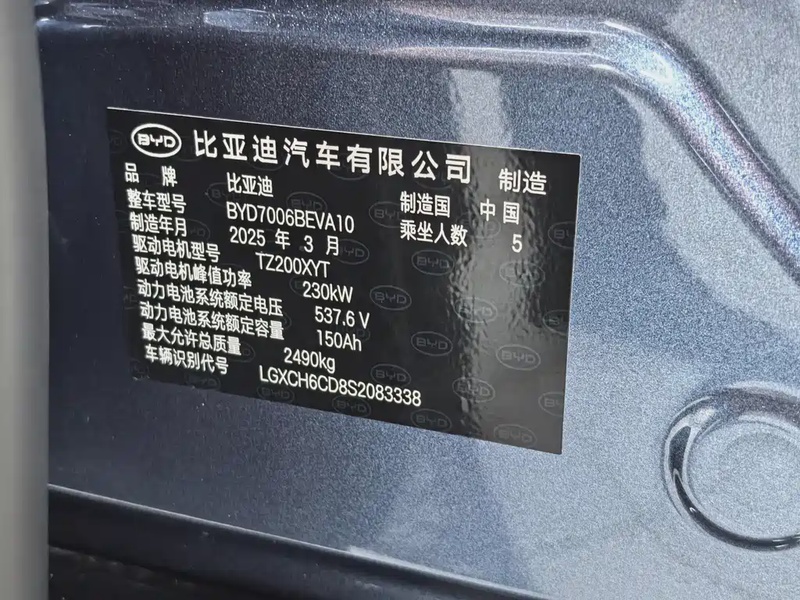 BYD 比亚迪汽车有限公司 制造
品牌 比亚迪 制造国 中国
整车型号 BYD7006BEVA10 乘坐人数 5
制造年月 2025 年 3 月
驱动电机型号 TZ200XYT
驱动电机峰值功率 230kW
动力电池系统额定电压 537.6 V
动力电池系统额定容量 150Ah
最大允许总质量 2490kg
车辆识别代号 LGXCH6CD8S2083338